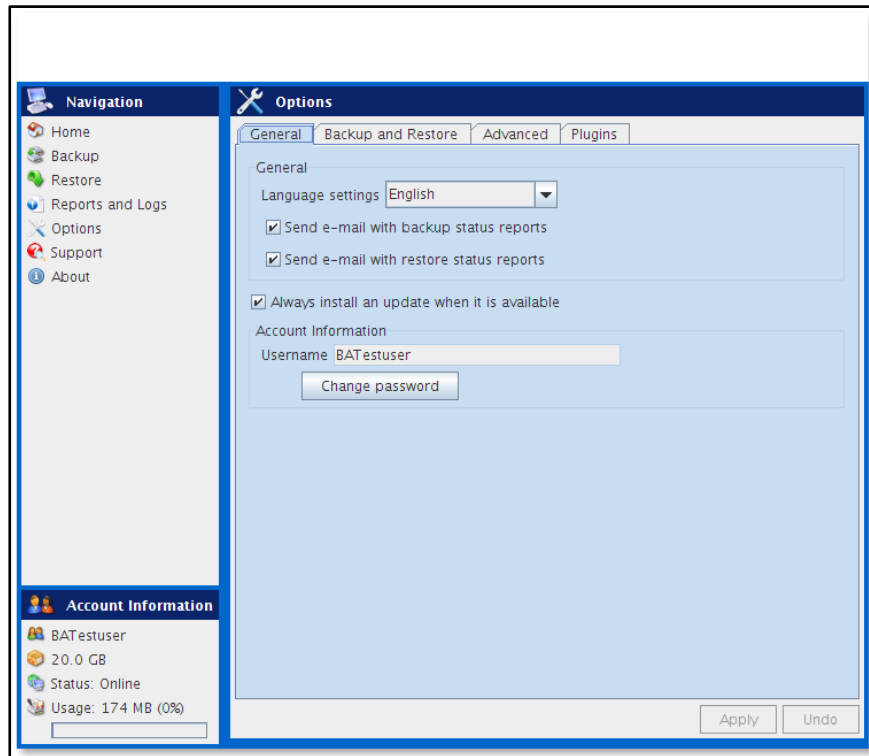 Navigation
Home
Backup
Restore
Reports and Logs
Options
Support
About
Account Information
BATestuser
20.0 GB
Status: Online
Usage: 174 MB (0%)
Options
General Backup and Restore Advanced Plugins
General
Language settings English
Send e-mail with backup status reports
Send e-mail with restore status reports
Always install an update when it is available
Account Information
Username BATestuser
Change password
Apply Undo